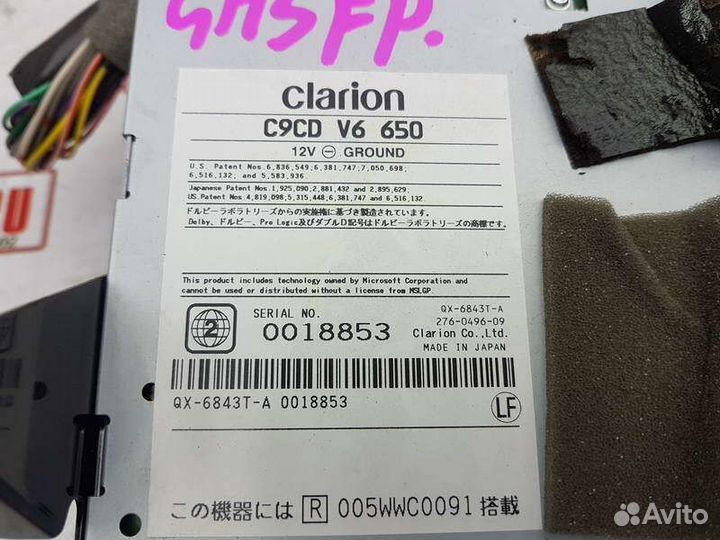 GMSFP.
clarion
C9CD V6 650
12V ⊖ GROUND
U.S. Patent Nos.6,836,549;6,381,747;7,050,698;
6,516,132; and 5,583,936
Japanese Patent Nos.1,925,090;2,881,432 and 2,895,629;
US Patent Nos.4,819,098;5,315,448;6,381,747 and 6,516,132
ドルビーラボラトリーズからの実施権に基づき製造されています。
Dolby、ドルビー、Pro Logic及びダブルD記号はドルビーラボラトリーズの商標です。
This product includes technology owned by Microsoft Corporation and
cannot be used or distributed without a license from MSLGP.
2
SERIAL NO.
0018853
QX-6843T-A
276-0496-09
Clarion Co.,Ltd.
MADE IN JAPAN
QX-6843T-A 0018853
LF
この機器には R 005WWC0091 搭載
Avito